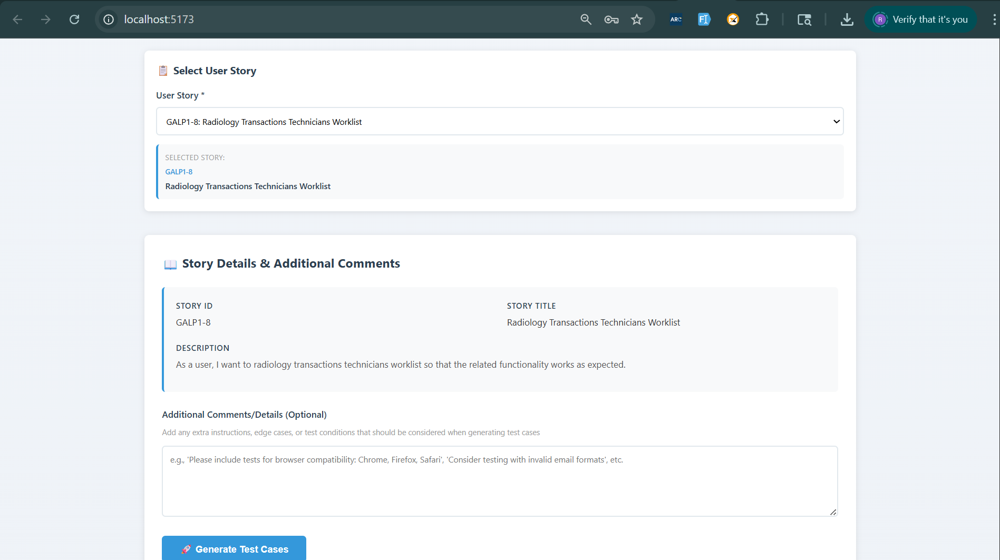 localhost:5173
ARC
FI
R
Verify that it's you
Select User Story
User Story *
GALP1-8: Radiology Transactions Technicians Worklist
SELECTED STORY:
GALP1-8
Radiology Transactions Technicians Worklist
Story Details & Additional Comments
STORY ID
STORY TITLE
GALP1-8
Radiology Transactions Technicians Worklist
DESCRIPTION
As a user, I want to radiology transactions technicians worklist so that the related functionality works as expected.
Additional Comments/Details (Optional)
Add any extra instructions, edge cases, or test conditions that should be considered when generating test cases
e.g., 'Please include tests for browser compatibility: Chrome, Firefox, Safari', 'Consider testing with invalid email formats', etc.
Generate Test Cases